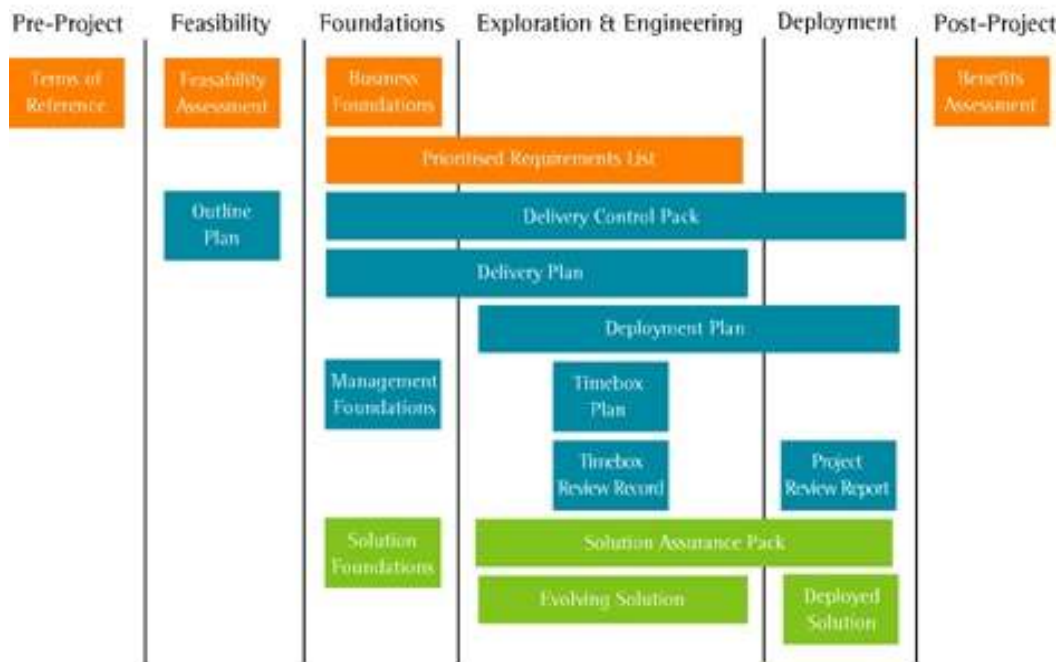 Pre-Project Feasibility Foundations Exploration & Engineering Deployment Post-Project
Terms of
Reference
Feasability
Assessment
Business
Foundations
Benefits
Assessment
Prioritised Requirements List
Outline
Plan
Delivery Control Pack
Delivery Plan
Deployment Plan
Management
Foundations
Timebox
Plan
Timebox
Review Record
Project
Review Report
Solution
Foundations
Solution Assurance Pack
Evolving Solution
Deployed
Solution